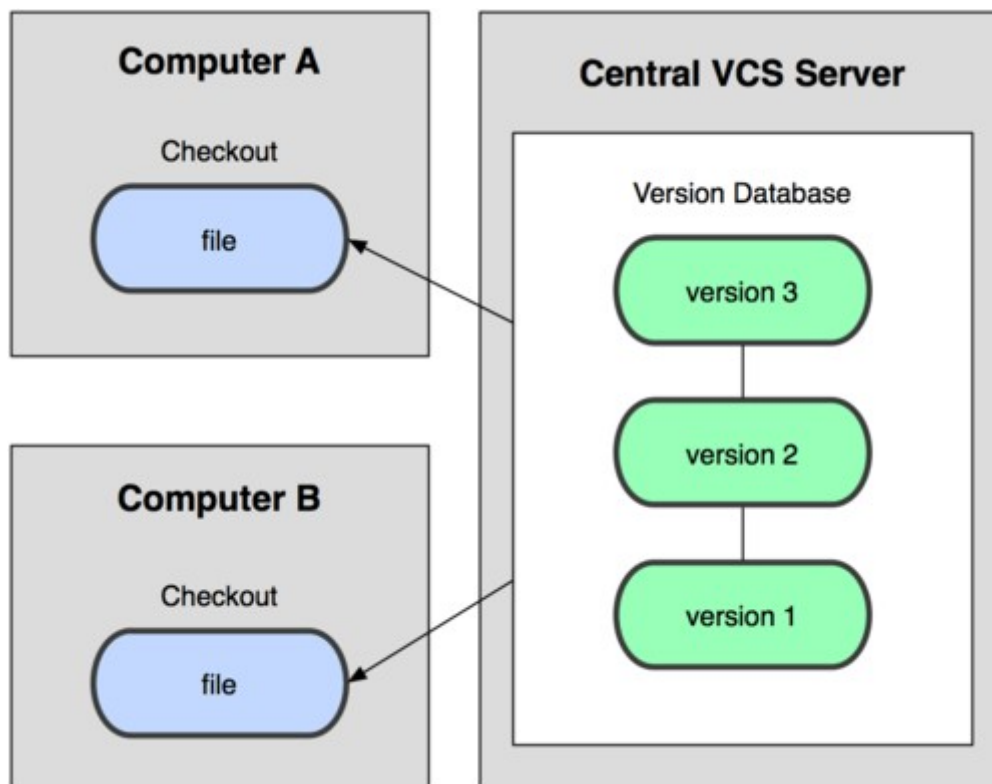 Computer A
Checkout
file
Computer B
Checkout
file
Central VCS Server
Version Database
version 3
version 2
version 1